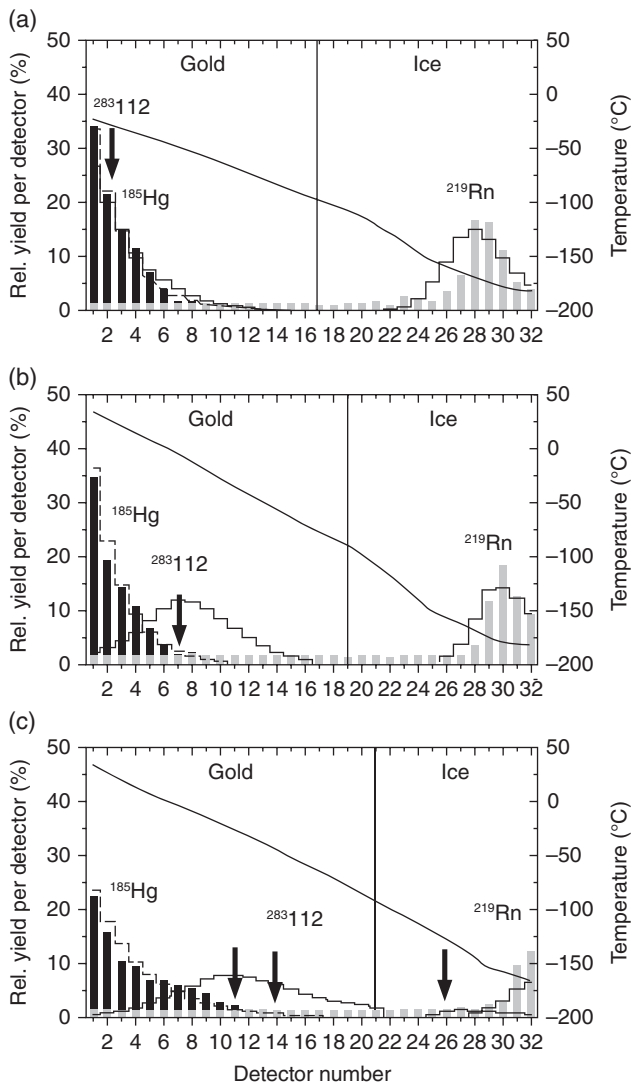 (a)
50
40
30
20
10
0
Rel. yield per detector (%)
Gold
Ice
²⁸³112
¹⁸⁵Hg
²¹⁹Rn
50
0
−50
−100
−150
−200
Temperature (°C)
2 4 6 8 10 12 14 16 18 20 22 24 26 28 30 32
(b)
50
40
30
20
10
0
Rel. yield per detector (%)
Gold
Ice
¹⁸⁵Hg
²⁸³112
²¹⁹Rn
50
0
−50
−100
−150
−200
Temperature (°C)
2 4 6 8 10 12 14 16 18 20 22 24 26 28 30 32
(c)
50
40
30
20
10
0
Rel. yield per detector (%)
Gold
Ice
¹⁸⁵Hg
²⁸³112
²¹⁹Rn
50
0
−50
−100
−150
−200
Temperature (°C)
2 4 6 8 10 12 14 16 18 20 22 24 26 28 30 32
Detector number